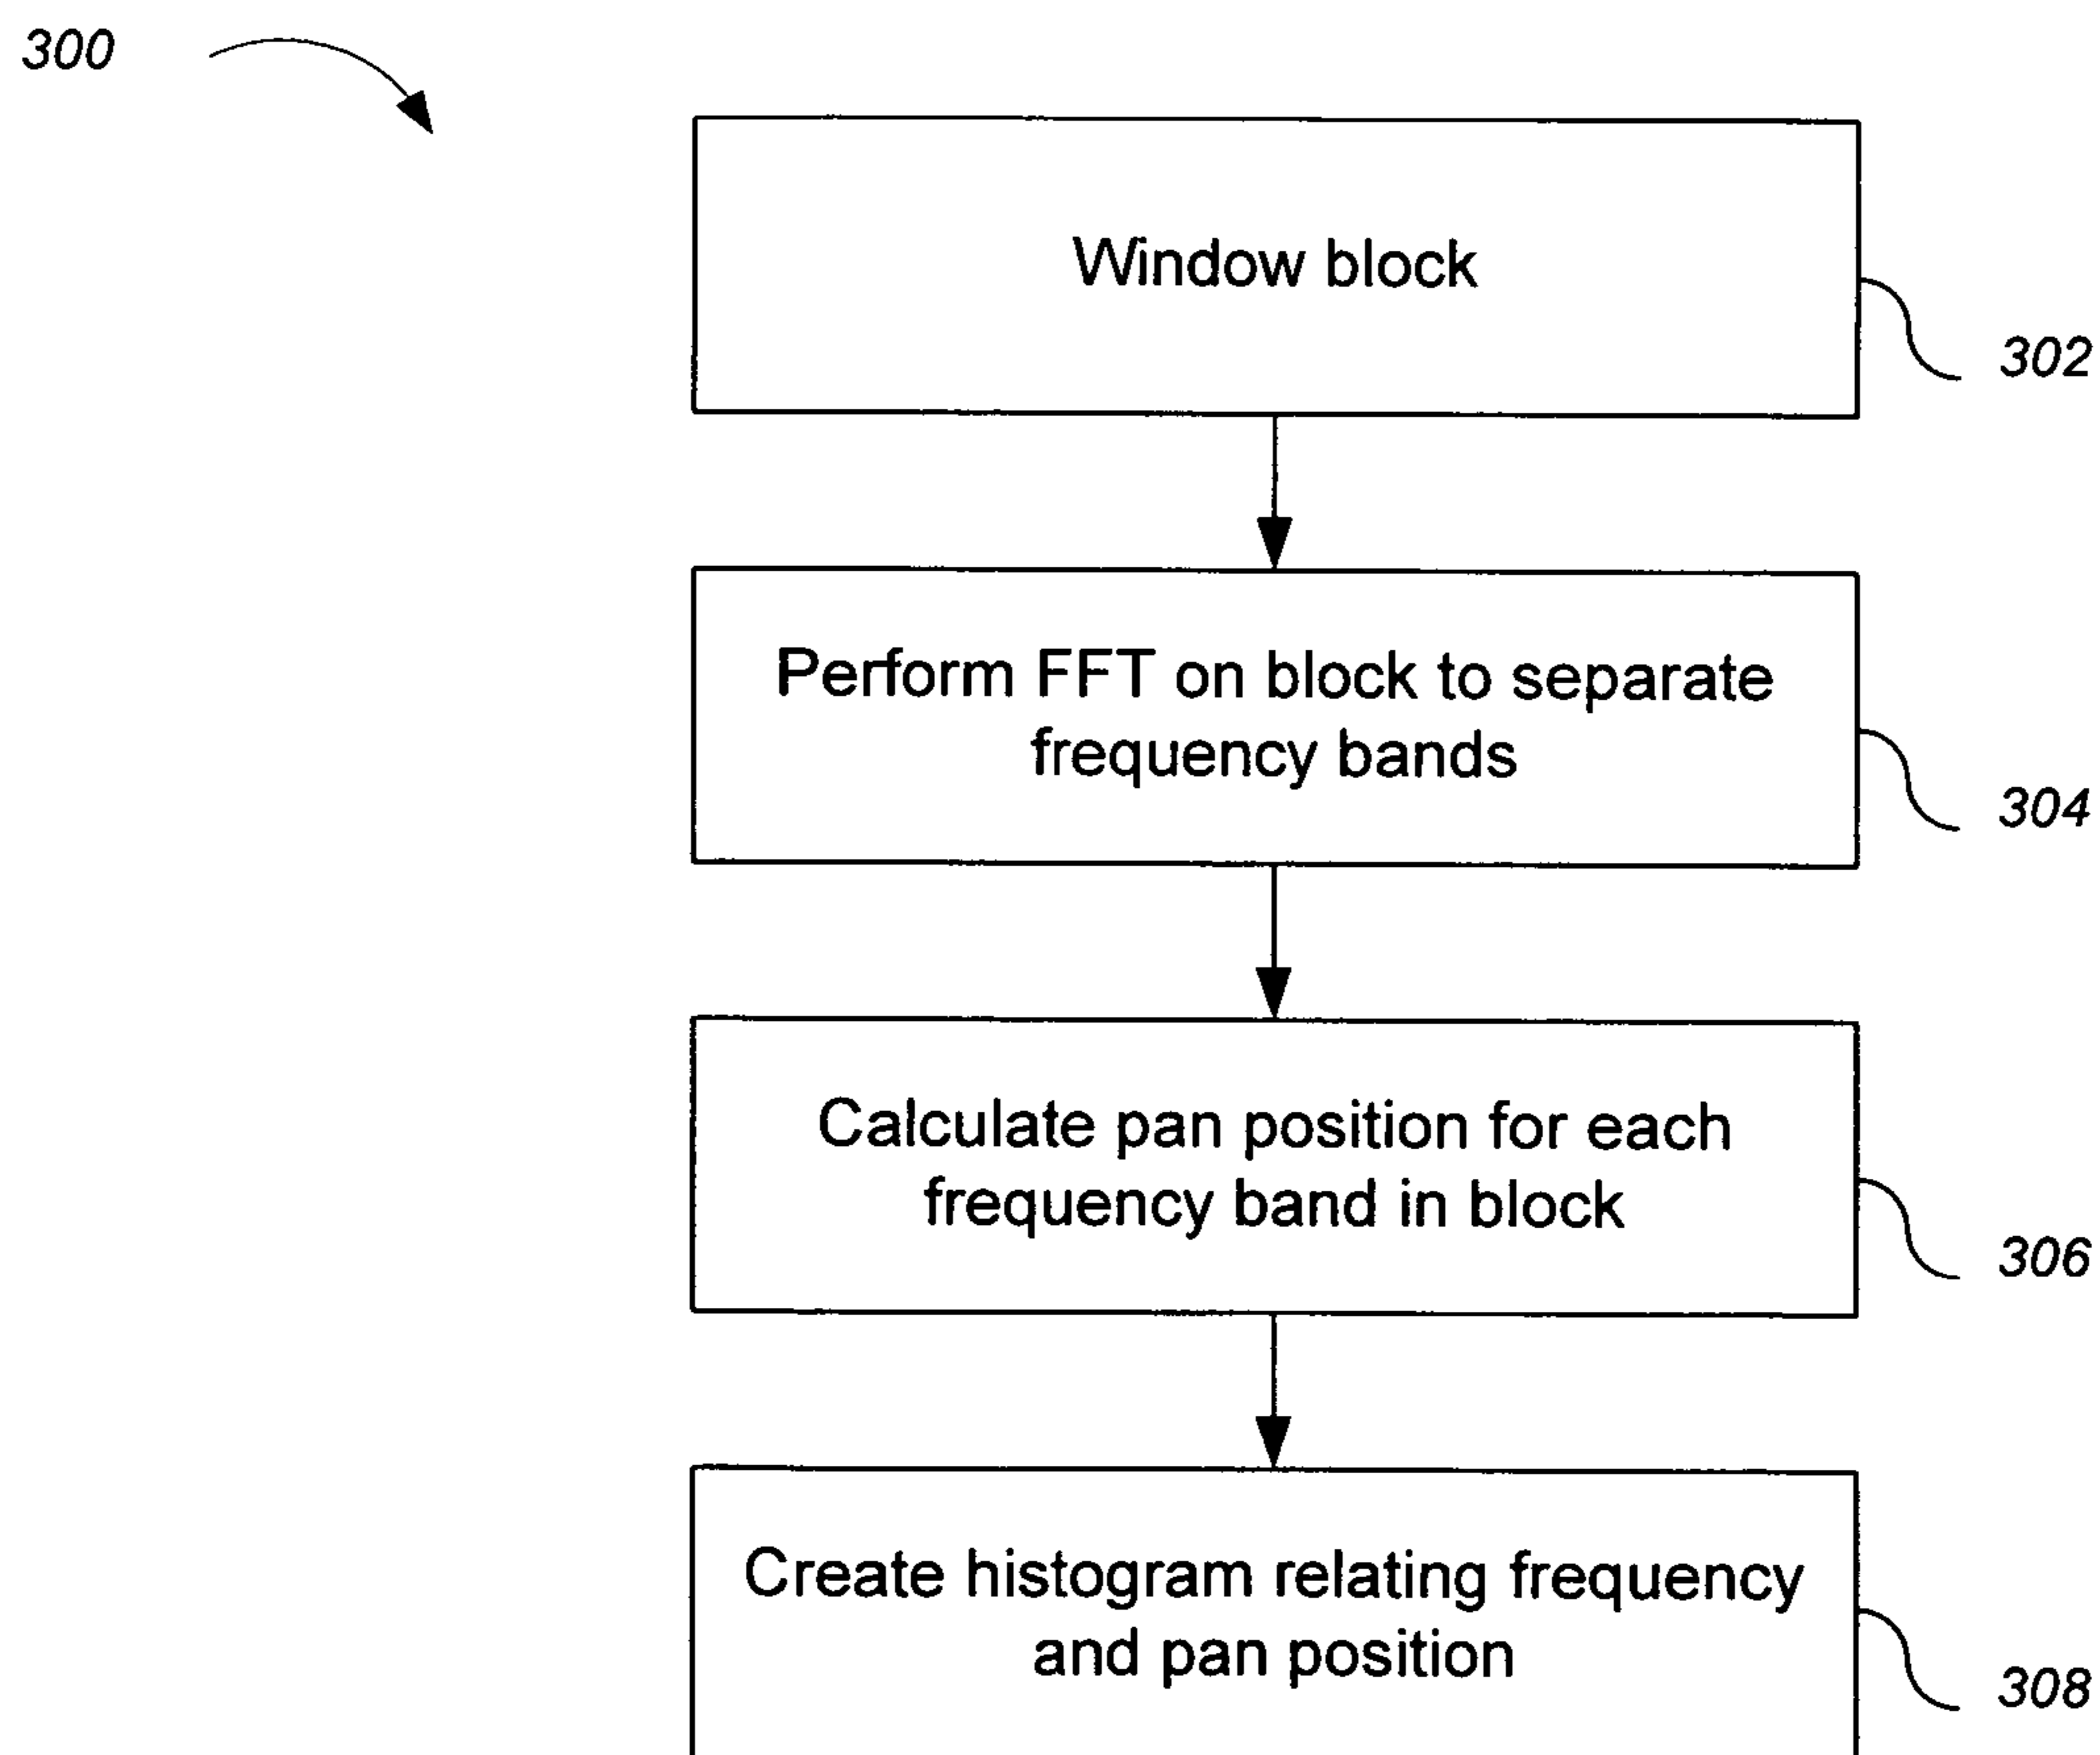 300
Window block
302
Perform FFT on block to separate
frequency bands
304
Calculate pan position for each
frequency band in block
306
Create histogram relating frequency
and pan position
308